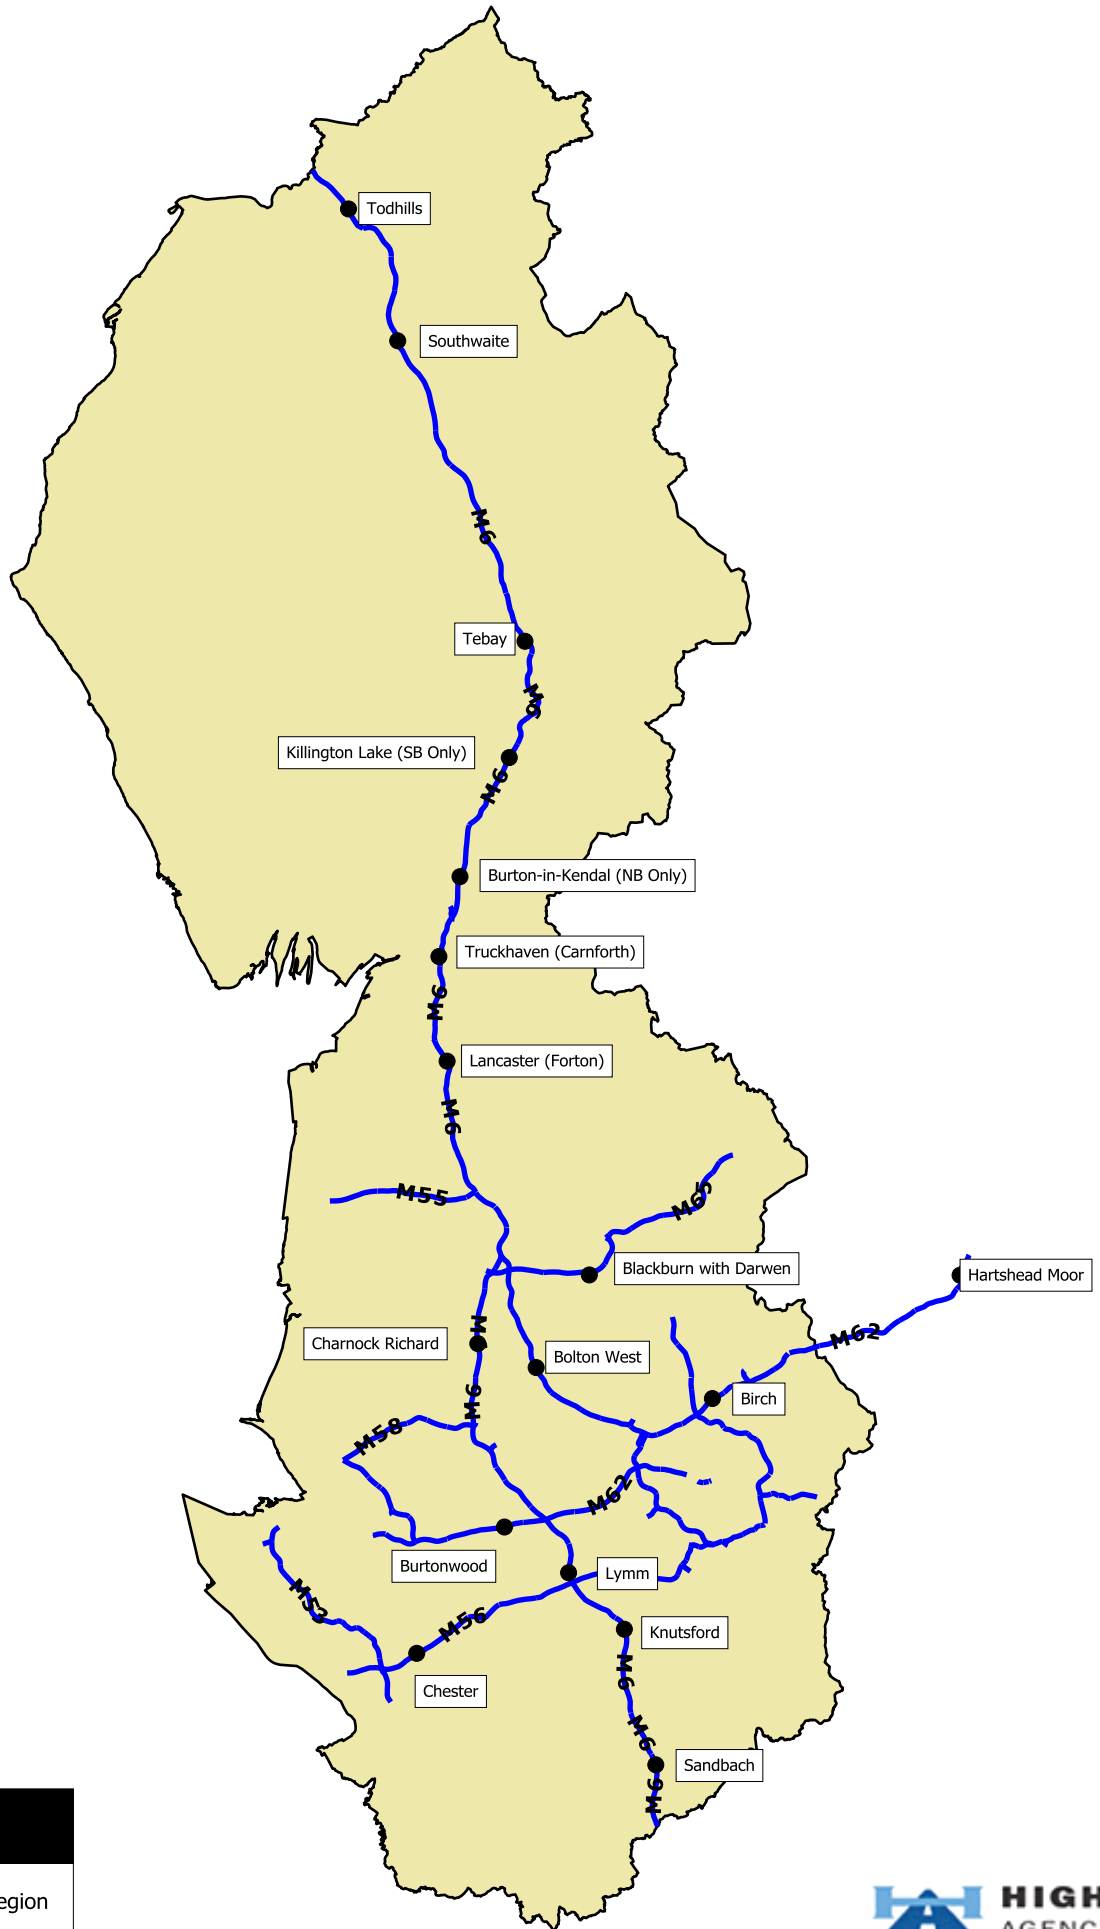 Todhills
Southwaite
M6
Tebay
M6
Killington Lake (SB Only)
M6
Burton-in-Kendal (NB Only)
Truckhaven (Carnforth)
M6
Lancaster (Forton)
M6
M55
M65
Blackburn with Darwen
Hartshead Moor
M62
Charnock Richard
Bolton West
M6
Birch
M58
M62
Burtonwood
Lymm
M53
M56
Knutsford
M6
Chester
M6
Sandbach
M6
egion
HIGH
AGENC